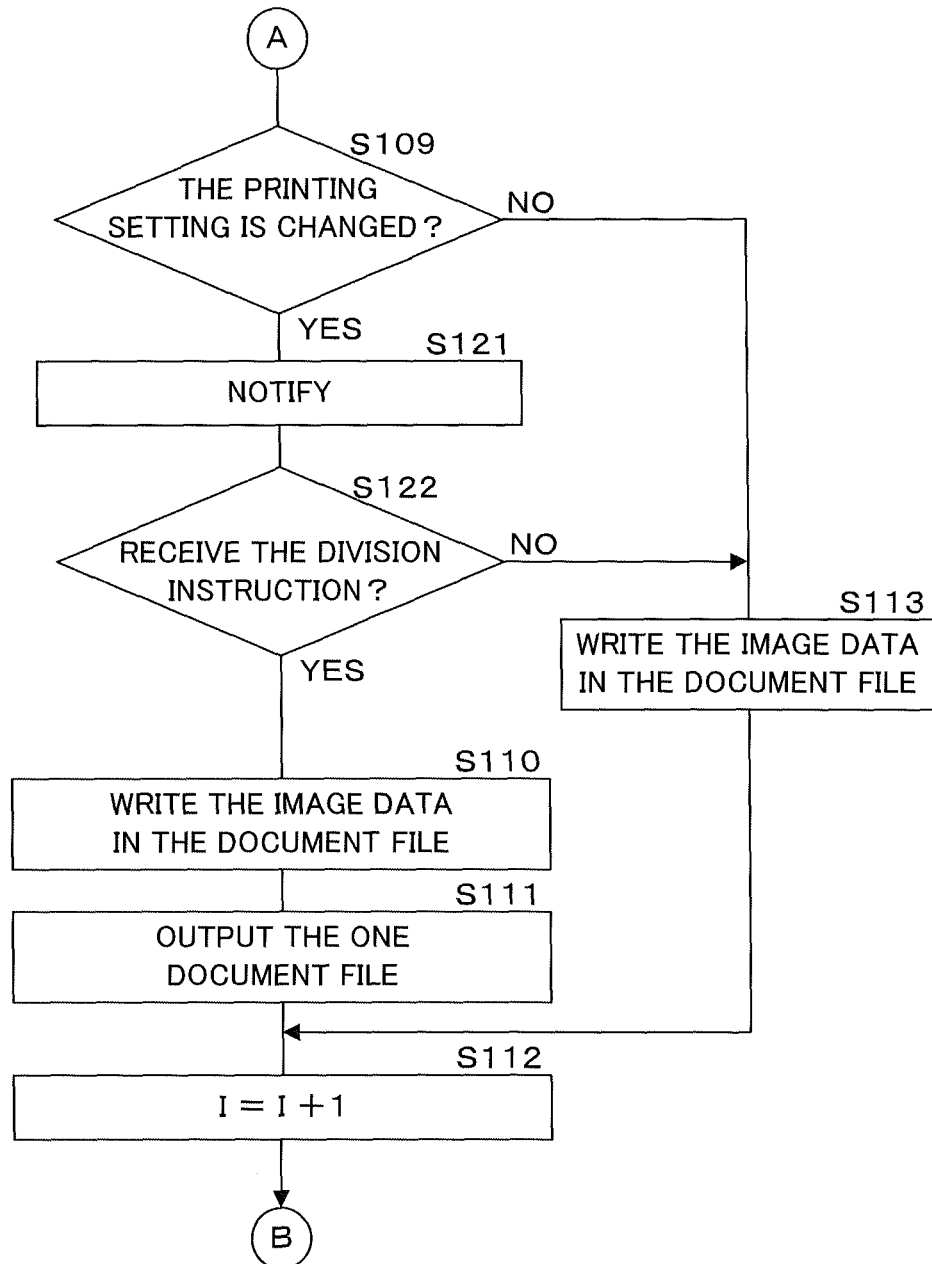 A
S109
THE PRINTING
SETTING IS CHANGED?
NO
YES
S121
NOTIFY
S122
RECEIVE THE DIVISION
INSTRUCTION?
NO
YES
S113
WRITE THE IMAGE DATA
IN THE DOCUMENT FILE
S110
WRITE THE IMAGE DATA
IN THE DOCUMENT FILE
S111
OUTPUT THE ONE
DOCUMENT FILE
S112
I = I + 1
B